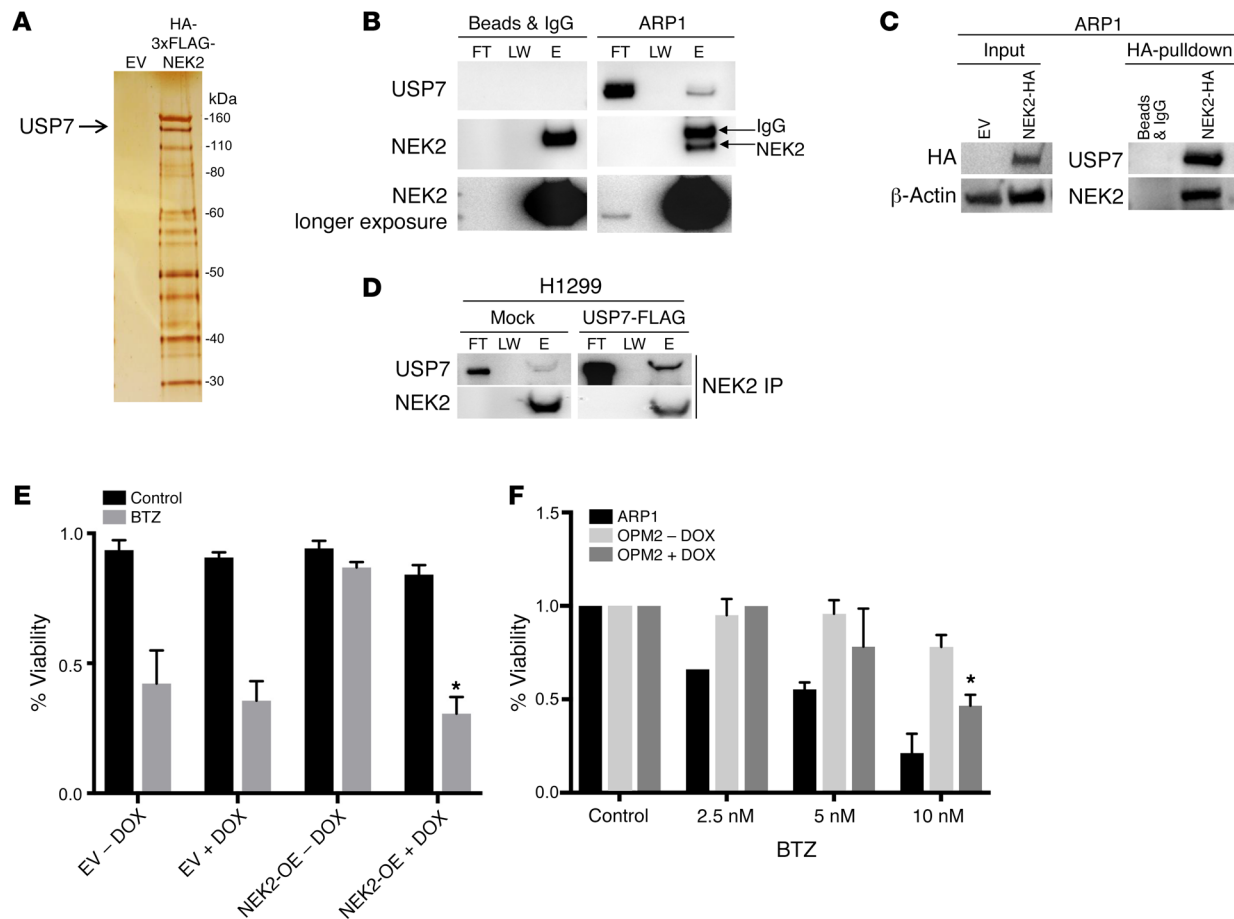 A
HA-
3xFLAG-
EV NEK2
kDa
USP7
-160
-110
-80
-60
-50
-40
-30
B
Beads & IgG ARP1
FT LW E FT LW E
USP7
NEK2
IgG
NEK2
NEK2
longer exposure
C
ARP1
Input HA-pulldown
EV
NEK2-HA
Beads
& IgG
NEK2-HA
HA
β-Actin
USP7
NEK2
D
H1299
Mock USP7-FLAG
FT LW E FT LW E
USP7
NEK2
NEK2 IP
E
Control
BTZ
% Viability
1.0
0.5
0.0
*
EV – DOX
EV + DOX
NEK2-OE – DOX
NEK2-OE + DOX
F
ARP1
OPM2 – DOX
OPM2 + DOX
% Viability
1.5
1.0
0.5
0.0
*
Control 2.5 nM 5 nM 10 nM
BTZ